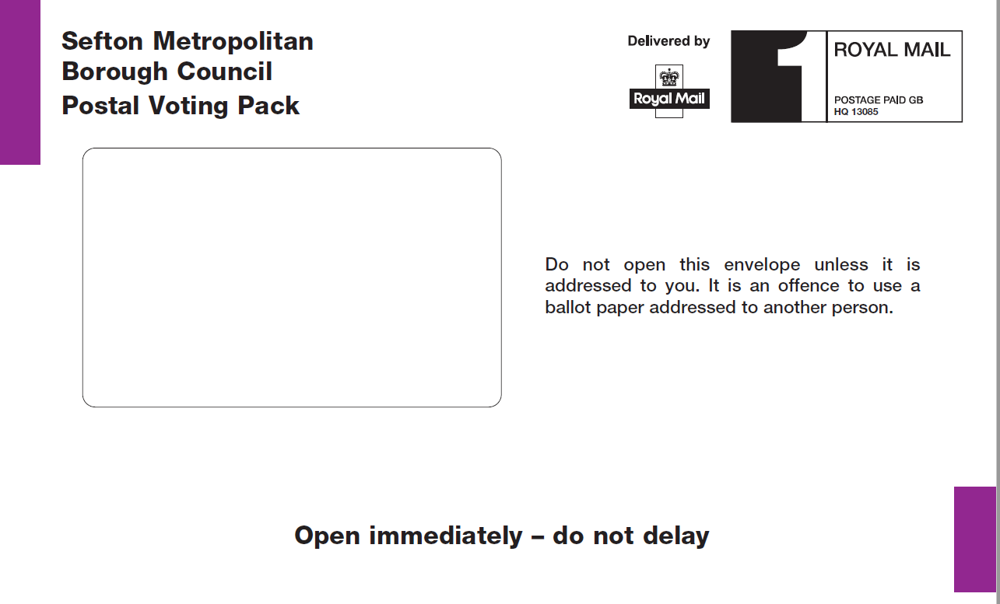 Sefton Metropolitan
Borough Council
Postal Voting Pack
Delivered by
Royal Mail
1
ROYAL MAIL
POSTAGE PAID GB
HQ 13085
Do not open this envelope unless it is
addressed to you. It is an offence to use a
ballot paper addressed to another person.
Open immediately – do not delay